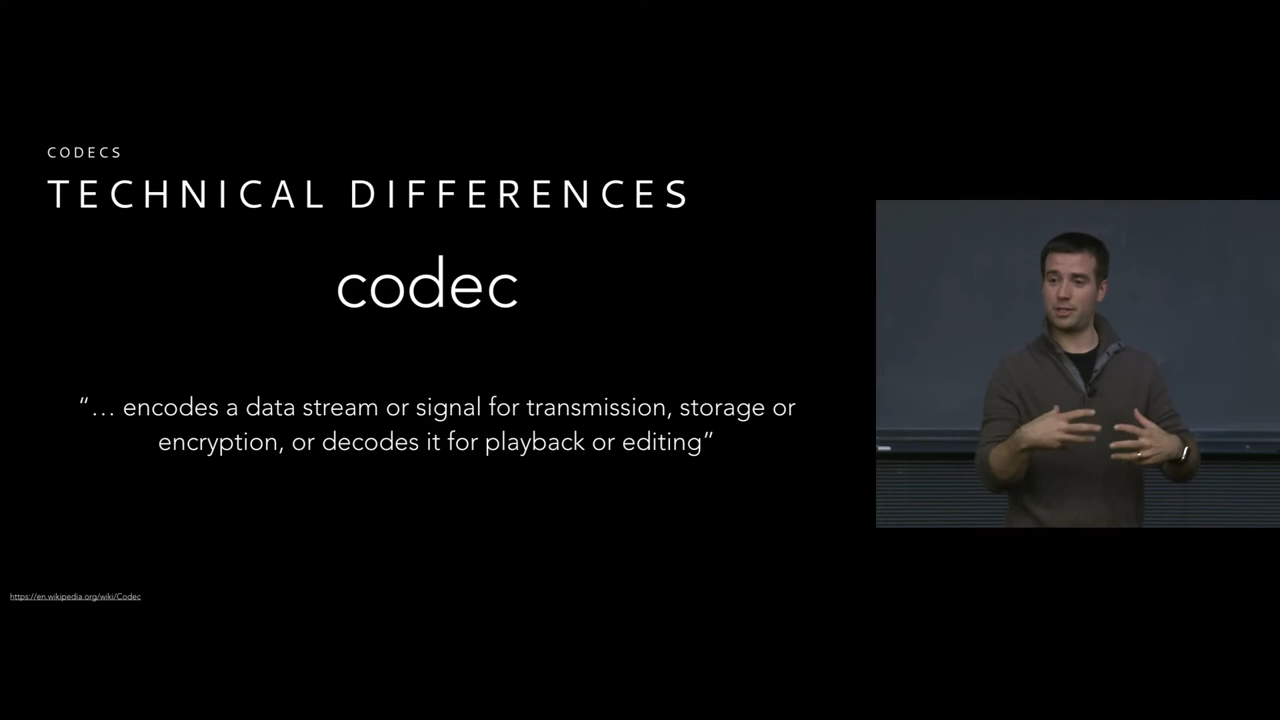 CODECS
TECHNICAL DIFFERENCES
codec
“… encodes a data stream or signal for transmission, storage or
encryption, or decodes it for playback or editing”
https://en.wikipedia.org/wiki/Codec